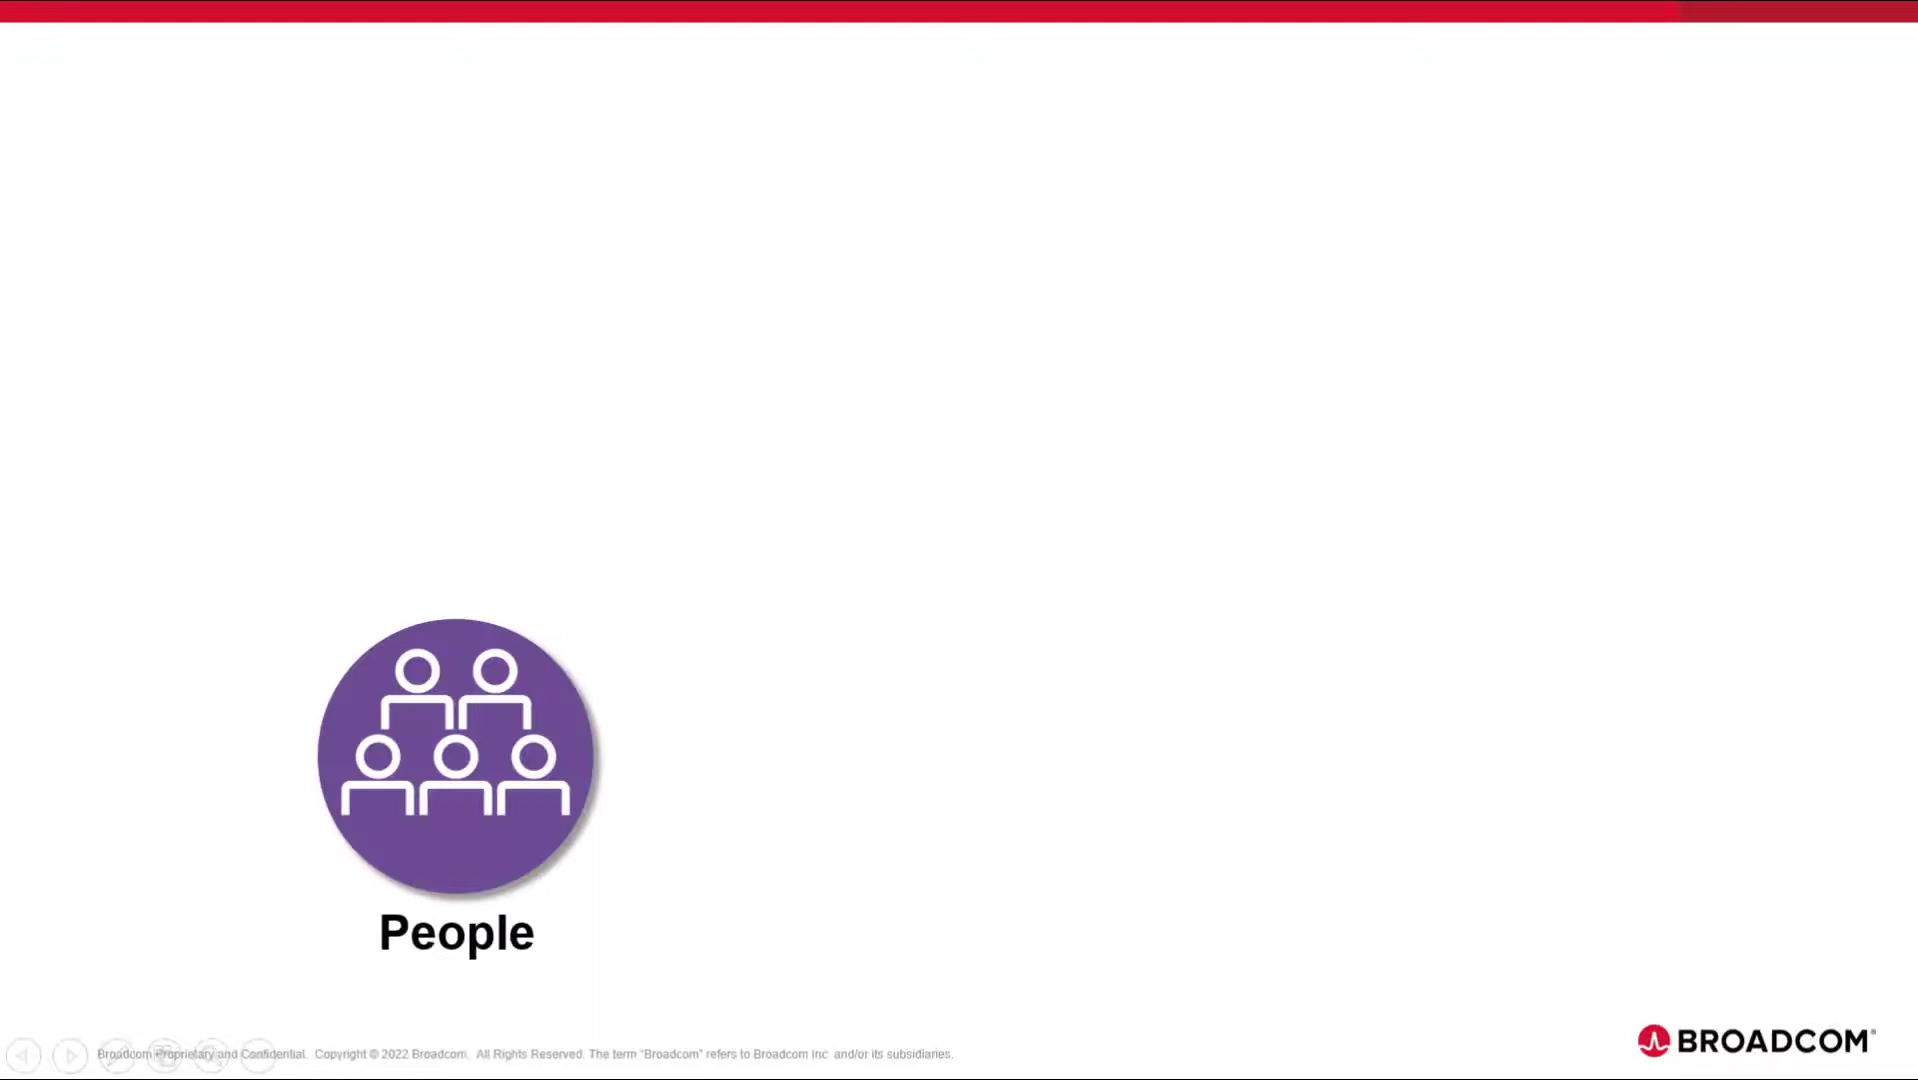 People
Broadcom Proprietary and Confidential. Copyright © 2022 Broadcom. All Rights Reserved. The term “Broadcom” refers to Broadcom Inc and/or its subsidiaries.
BROADCOM®